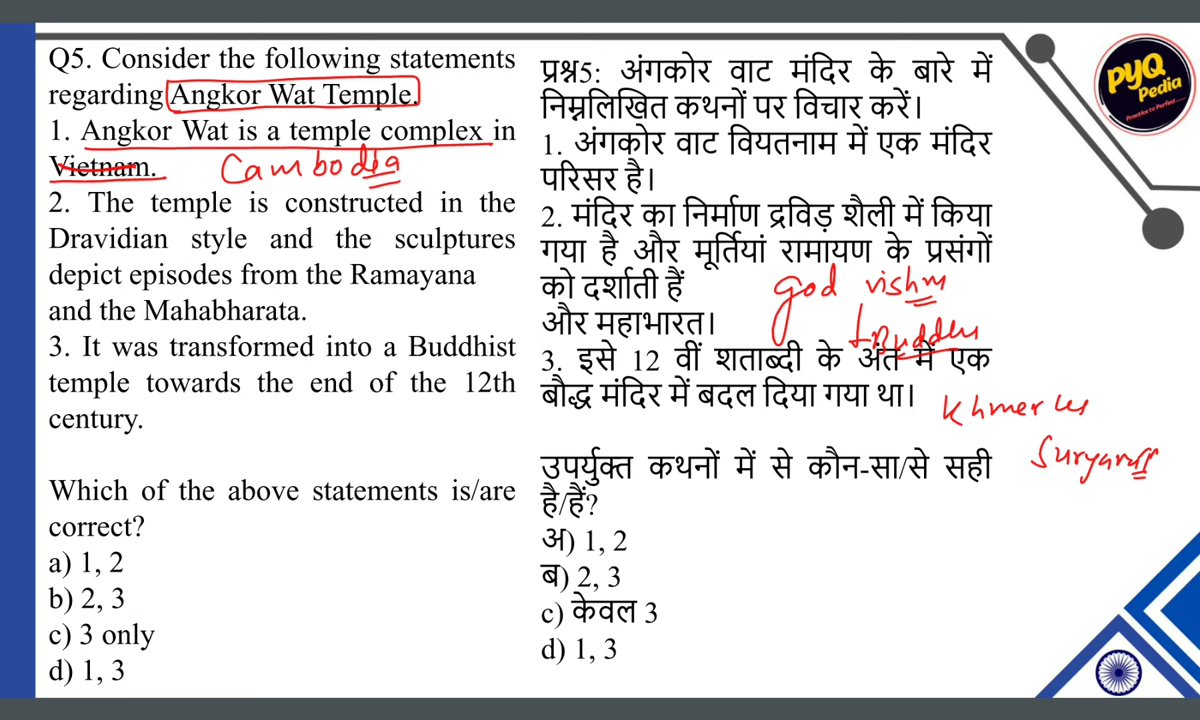 Q5. Consider the following statements
regarding Angkor Wat Temple.
1. Angkor Wat is a temple complex in
Vietnam. Cambodia
2. The temple is constructed in the
Dravidian style and the sculptures
depict episodes from the Ramayana
and the Mahabharata.
3. It was transformed into a Buddhist
temple towards the end of the 12th
century.
Which of the above statements is/are
correct?
a) 1, 2
b) 2, 3
c) 3 only
d) 1, 3
प्रश्न5: अंगकोर वाट मंदिर के बारे में
निम्नलिखित कथनों पर विचार करें।
1. अंगकोर वाट वियतनाम में एक मंदिर
परिसर है।
2. मंदिर का निर्माण द्रविड़ शैली में किया
गया है और मूर्तियां रामायण के प्रसंगों
को दर्शाती हैं
और महाभारत।
3. इसे 12 वीं शताब्दी के अंत में एक
बौद्ध मंदिर में बदल दिया गया था।
god
Khmer
उपर्युक्त कथनों में से कौन-सा/से सही
है/हैं?
अ) 1, 2
ब) 2, 3
c) केवल 3
d) 1, 3
PYQ
Pedia
Practice to Perfect